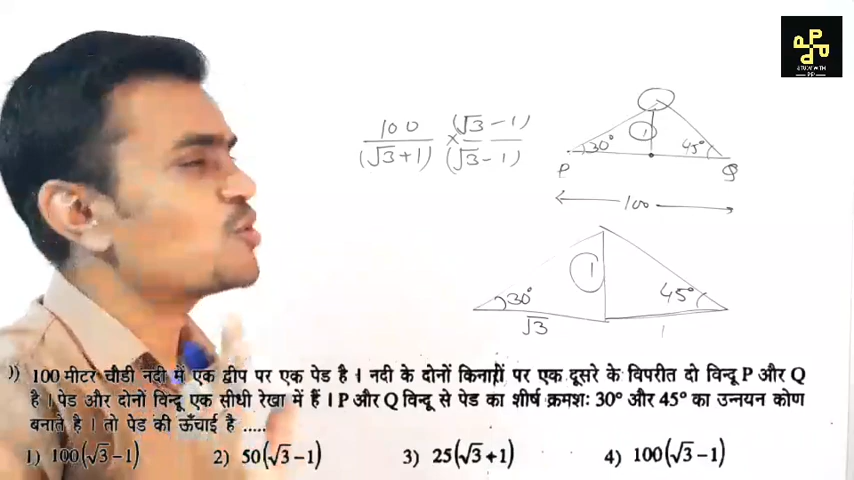 100 (√3 − 1)
× 
(√3+1) (√3 − 1)
1
30° 45°
P Q
100
1
30° 45°
√3 1
100 मीटर चौडी नदी में एक द्वीप पर एक पेड है । नदी के दोनों किनारों पर एक दूसरे के विपरीत दो विन्दू P और Q
है । पेड और दोनों विन्दू एक सीधी रेखा में हैं । P और Q विन्दू से पेड का शीर्ष क्रमशः 30° और 45° का उन्नयन कोण
बनाते है । तो पेड की ऊँचाई है .....
1) 100(√3−1) 2) 50(√3−1) 3) 25(√3+1) 4) 100(√3−1)